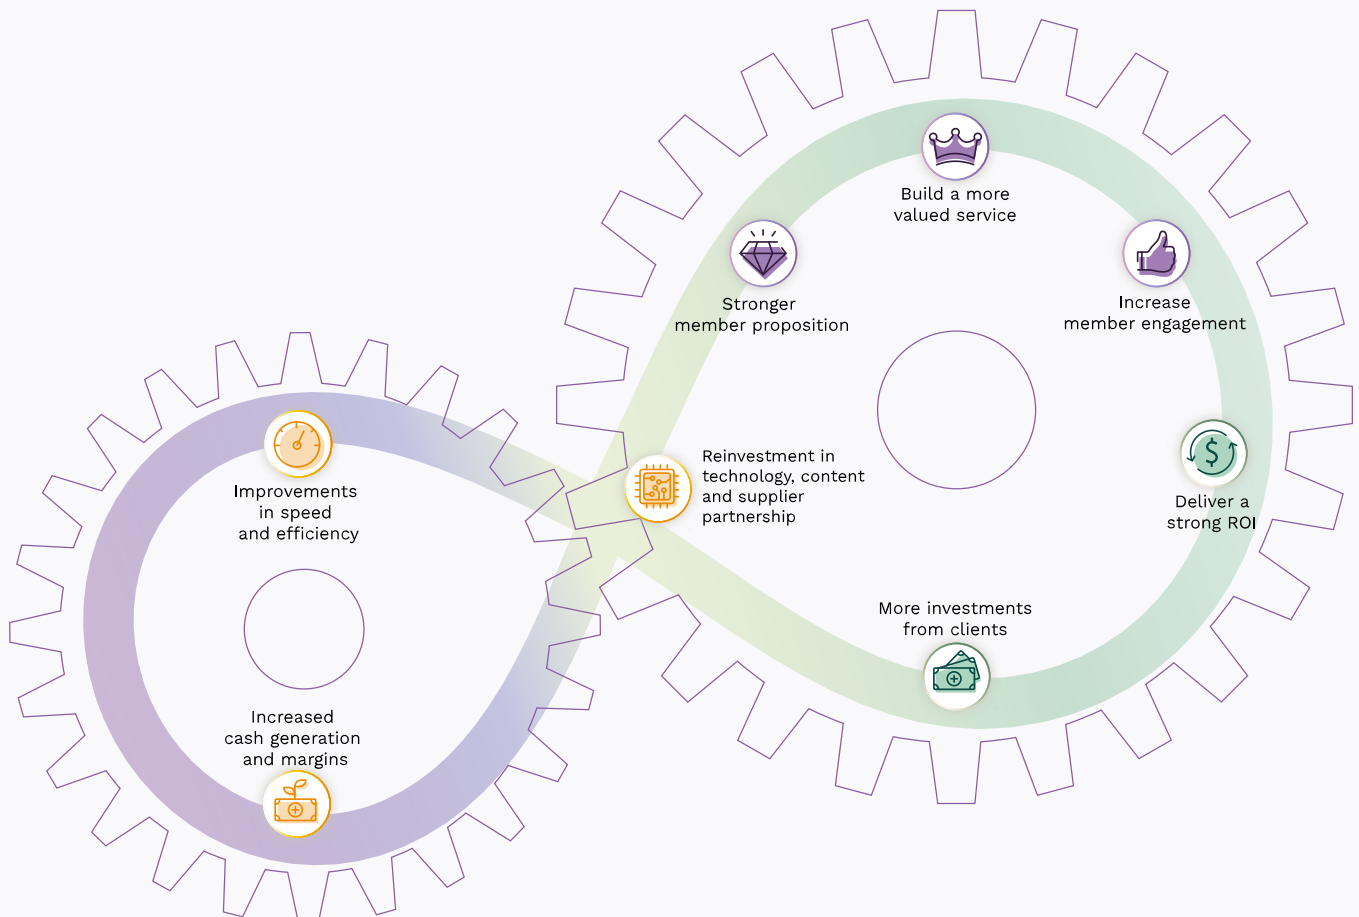 Build a more
valued service
Stronger
member proposition
Increase
member engagement
Reinvestment in
technology, content
and supplier
partnership
Deliver a
strong ROI
More investments
from clients
Improvements
in speed
and efficiency
Increased
cash generation
and margins
$